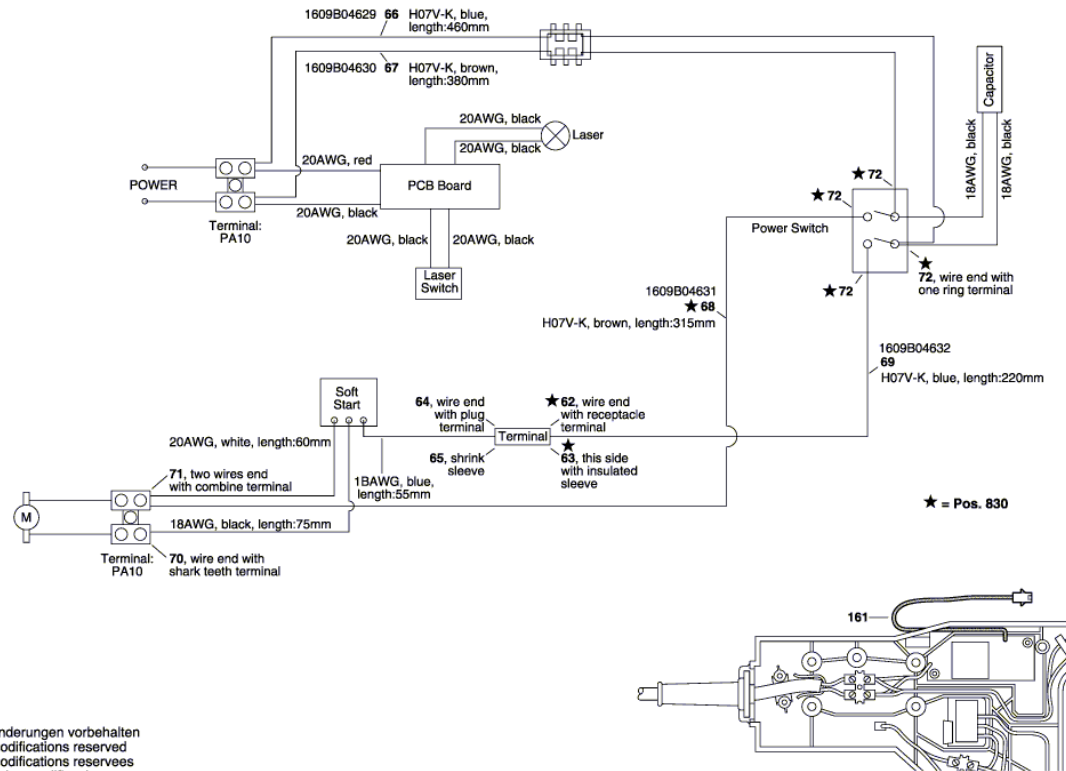 1609B04629 66 H07V-K, blue,
length:460mm
1609B04630 67 H07V-K, brown,
length:380mm
Capacitor
20AWG, black
Laser
20AWG, black
18AWG, black
18AWG, black
20AWG, red
PCB Board
POWER
20AWG, black
Terminal:
PA10
20AWG, black
20AWG, black
Laser
Switch
★ 72
★ 72
Power Switch
★
72, wire end with
one ring terminal
★ 72
1609B04631
★ 68
H07V-K, brown, length:315mm
1609B04632
69
H07V-K, blue, length:220mm
Soft
Start
64, wire end
with plug
terminal
★ 62, wire end
with receptacle
terminal
Terminal
20AWG, white, length:60mm
65, shrink
sleeve
★
63, this side
with insulated
sleeve
71, two wires end
with combine terminal
1BAWG, blue,
length:55mm
M
18AWG, black, length:75mm
★ = Pos. 830
Terminal:
PA10
70, wire end with
shark teeth terminal
161
nderungen vorbehalten
odifications reserved
odifications reservees